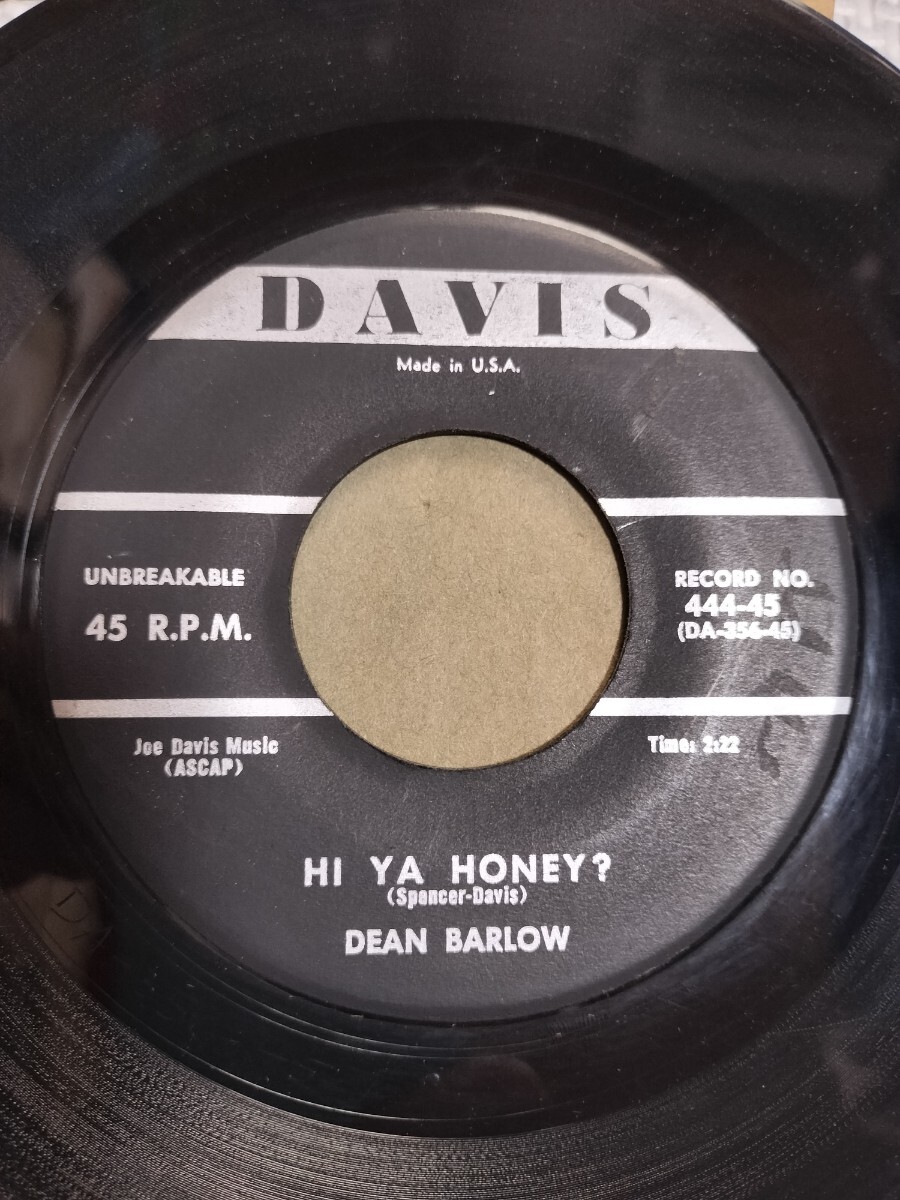 DAVIS
Made in U.S.A.
UNBREAKABLE
45 R.P.M.
RECORD NO.
444-45
(DA-356-45)
Joe Davis Music
(ASCAP)
Time: 2:22
HI YA HONEY?
(Spencer-Davis)
DEAN BARLOW